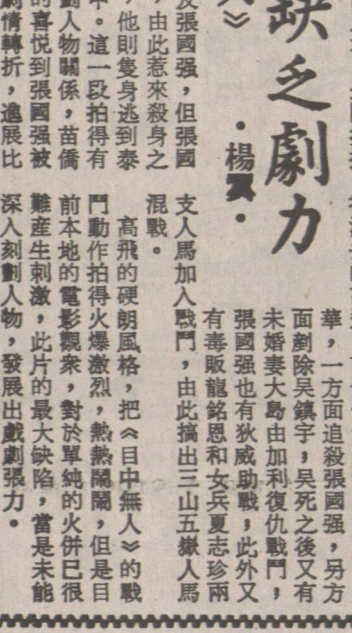 缺乏劇力
人》
·楊·
及張國强,但張國
,由此惹來殺身之
,他則隻身逃到泰
中。這一段拍得有
劃人物關係,苗僑
的喜悅到張國强被
劇情轉折,進展比
華,一方面追殺張國强,另方
面剷除吳鎮宇;吳死之後又有
未婚妻大島由加利復仇戰鬥;
張國强也有狄威助戰;此外又
有毒販龍銘恩和女兵夏志珍兩
支人馬加入戰鬥,由此搞出三山五嶽人馬
混戰。
高飛的硬朗風格,把《目中無人》的戰
鬥動作拍得火爆激烈,熱熱鬧鬧,但是目
前本地的電影觀衆,對於單純的火併已很
難產生刺激,此片的最大缺陷,當是未能
深入刻劃人物,發展出戲劇張力。